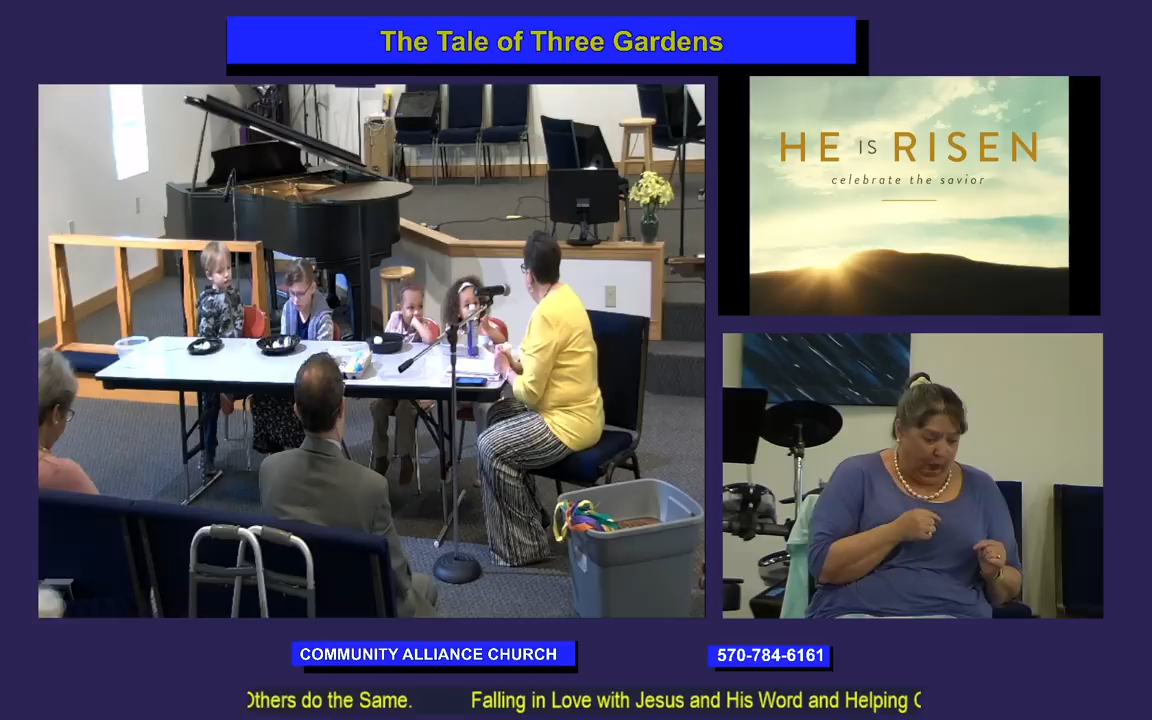 The Tale of Three Gardens
HE IS RISEN
celebrate the savior
COMMUNITY ALLIANCE CHURCH
570-784-6161
Others do the Same. Falling in Love with Jesus and His Word and Helping